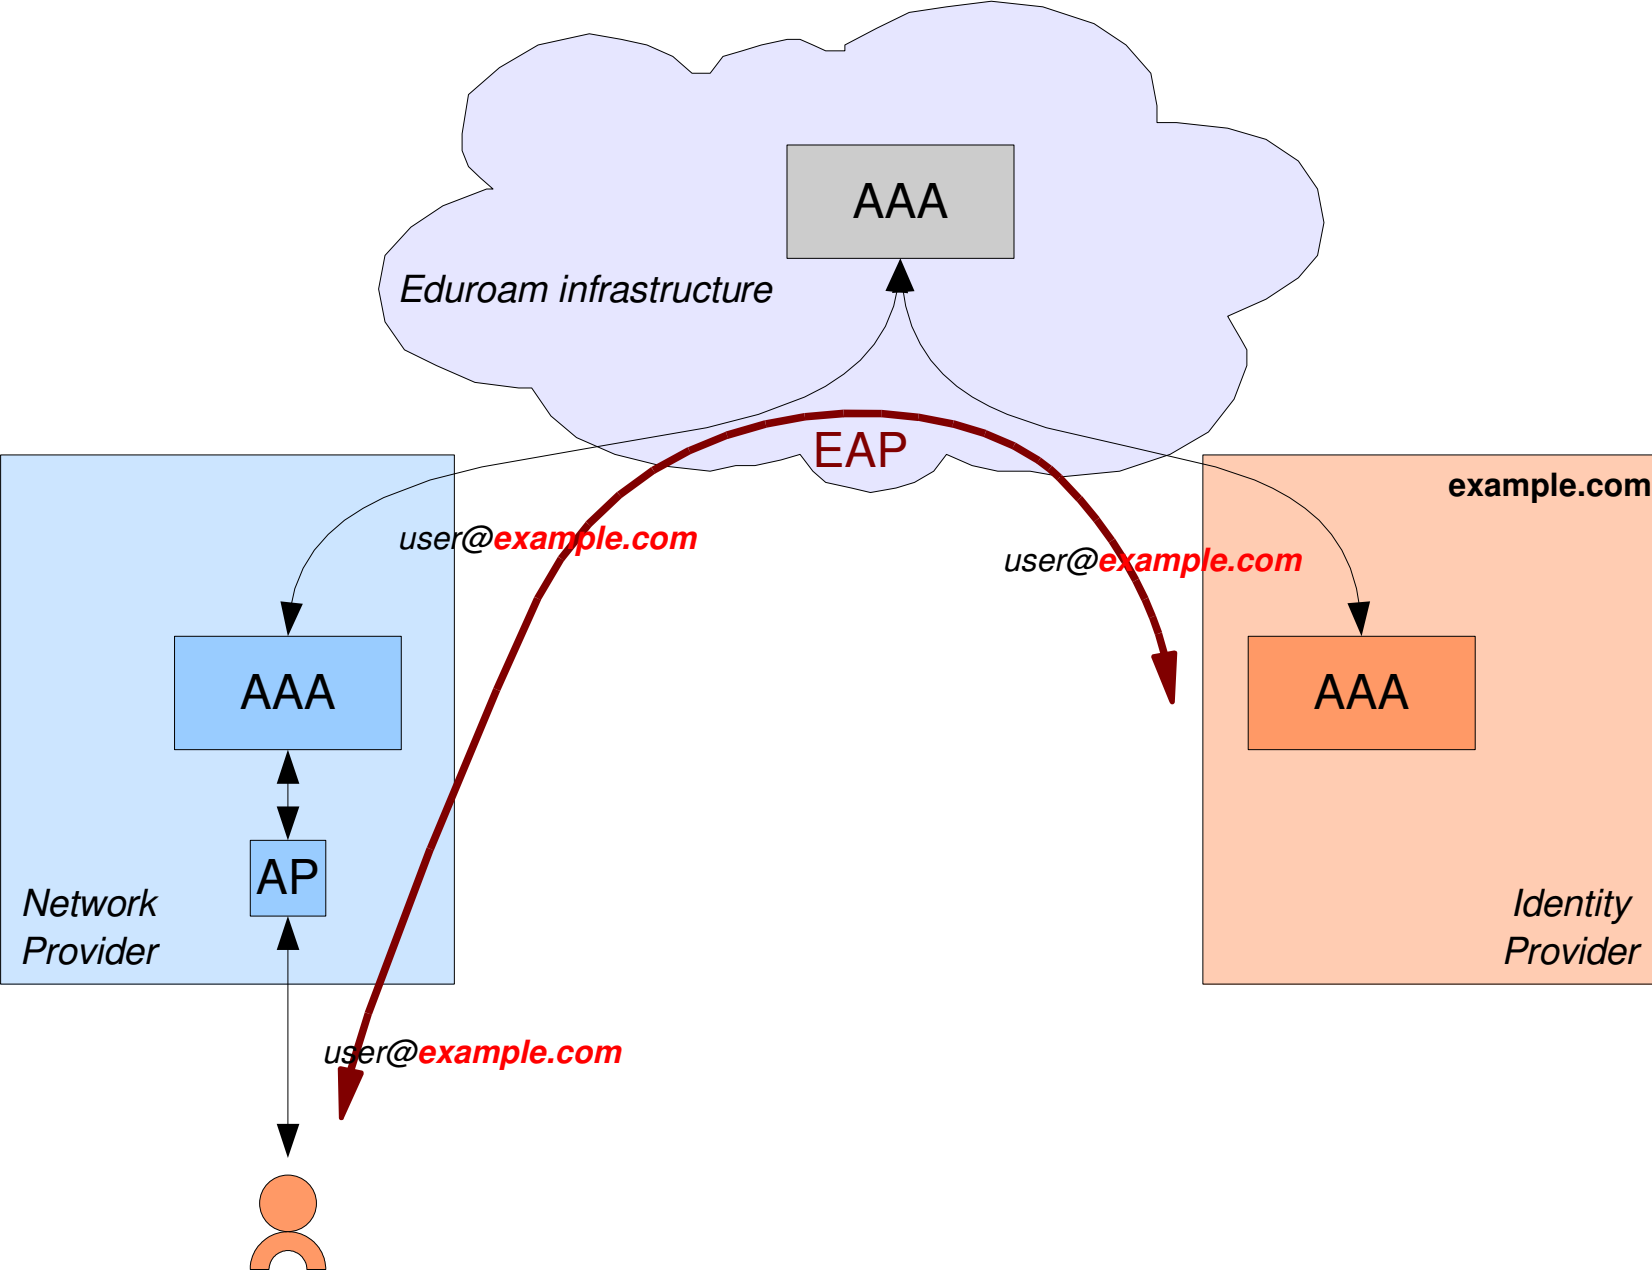 AAA
Eduroam infrastructure
EAP
example.com
user@example.com
user@example.com
AAA
AAA
AP
Network
Provider
Identity
Provider
user@example.com